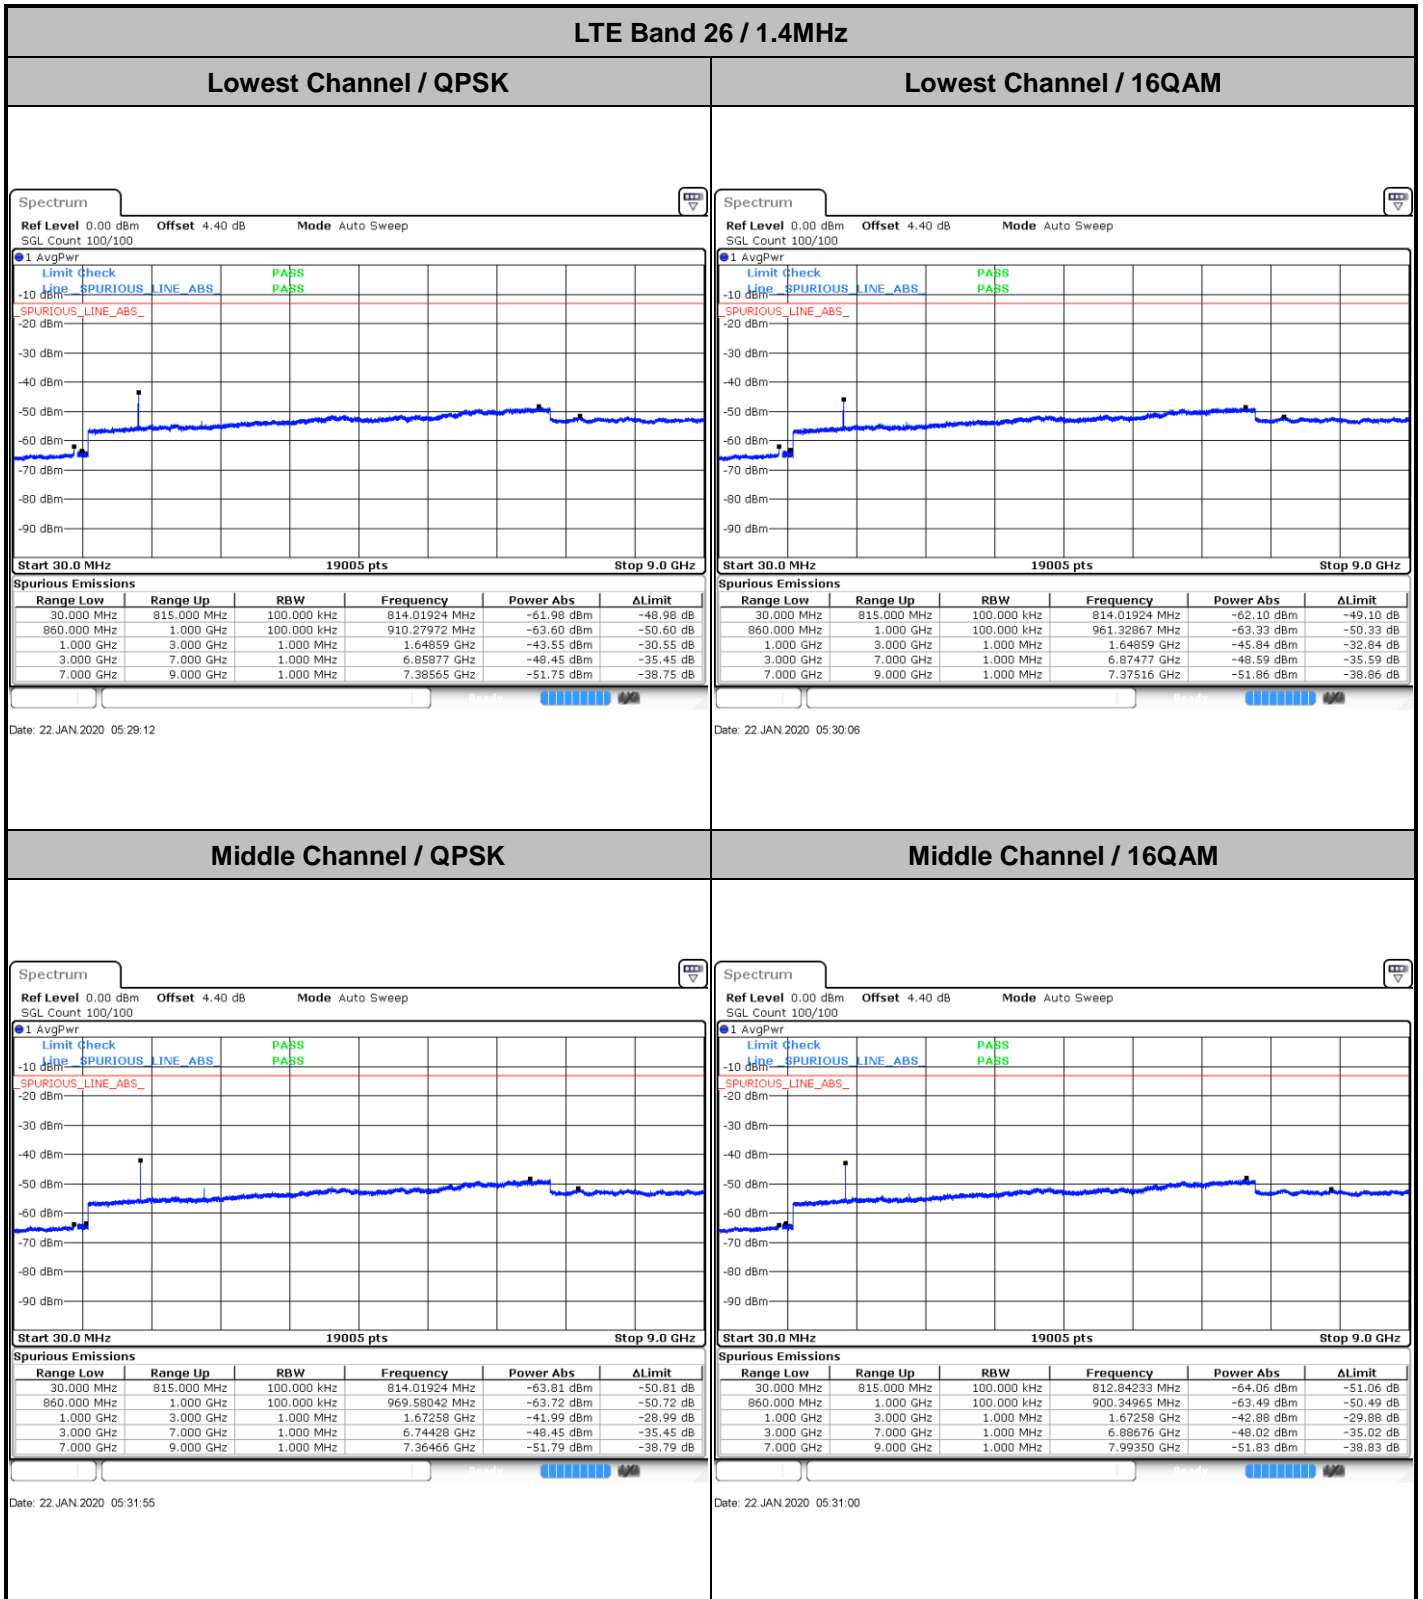 LTE Band 26 / 1.4MHz
Lowest Channel / QPSK
Lowest Channel / 16QAM
Spectrum
Ref Level 0.00 dBm Offset 4.40 dB Mode Auto Sweep
SGL Count 100/100
1 AvgPwr
Limit Check PASS
Line _SPURIOUS_LINE_ABS_ PASS
-10 dBm
_SPURIOUS_LINE_ABS_
-20 dBm
-30 dBm
-40 dBm
-50 dBm
-60 dBm
-70 dBm
-80 dBm
-90 dBm
Start 30.0 MHz 19005 pts Stop 9.0 GHz
Spurious Emissions
Range Low Range Up RBW Frequency Power Abs ΔLimit
30.000 MHz 815.000 MHz 100.000 kHz 814.01924 MHz -61.98 dBm -48.98 dB
860.000 MHz 1.000 GHz 100.000 kHz 910.27972 MHz -63.60 dBm -50.60 dB
1.000 GHz 3.000 GHz 1.000 MHz 1.64859 GHz -43.55 dBm -30.55 dB
3.000 GHz 7.000 GHz 1.000 MHz 6.85877 GHz -48.45 dBm -35.45 dB
7.000 GHz 9.000 GHz 1.000 MHz 7.38565 GHz -51.75 dBm -38.75 dB
Ready
Date: 22.JAN.2020 05:29:12
Spectrum
Ref Level 0.00 dBm Offset 4.40 dB Mode Auto Sweep
SGL Count 100/100
1 AvgPwr
Limit Check PASS
Line _SPURIOUS_LINE_ABS_ PASS
-10 dBm
_SPURIOUS_LINE_ABS_
-20 dBm
-30 dBm
-40 dBm
-50 dBm
-60 dBm
-70 dBm
-80 dBm
-90 dBm
Start 30.0 MHz 19005 pts Stop 9.0 GHz
Spurious Emissions
Range Low Range Up RBW Frequency Power Abs ΔLimit
30.000 MHz 815.000 MHz 100.000 kHz 814.01924 MHz -62.10 dBm -49.10 dB
860.000 MHz 1.000 GHz 100.000 kHz 961.32867 MHz -63.33 dBm -50.33 dB
1.000 GHz 3.000 GHz 1.000 MHz 1.64859 GHz -45.84 dBm -32.84 dB
3.000 GHz 7.000 GHz 1.000 MHz 6.87477 GHz -48.59 dBm -35.59 dB
7.000 GHz 9.000 GHz 1.000 MHz 7.37516 GHz -51.86 dBm -38.86 dB
Ready
Date: 22.JAN.2020 05:30:06
Middle Channel / QPSK
Middle Channel / 16QAM
Spectrum
Ref Level 0.00 dBm Offset 4.40 dB Mode Auto Sweep
SGL Count 100/100
1 AvgPwr
Limit Check PASS
Line _SPURIOUS_LINE_ABS_ PASS
-10 dBm
_SPURIOUS_LINE_ABS_
-20 dBm
-30 dBm
-40 dBm
-50 dBm
-60 dBm
-70 dBm
-80 dBm
-90 dBm
Start 30.0 MHz 19005 pts Stop 9.0 GHz
Spurious Emissions
Range Low Range Up RBW Frequency Power Abs ΔLimit
30.000 MHz 815.000 MHz 100.000 kHz 814.01924 MHz -63.81 dBm -50.81 dB
860.000 MHz 1.000 GHz 100.000 kHz 969.58042 MHz -63.72 dBm -50.72 dB
1.000 GHz 3.000 GHz 1.000 MHz 1.67258 GHz -41.99 dBm -28.99 dB
3.000 GHz 7.000 GHz 1.000 MHz 6.74428 GHz -48.45 dBm -35.45 dB
7.000 GHz 9.000 GHz 1.000 MHz 7.36466 GHz -51.79 dBm -38.79 dB
Ready
Date: 22.JAN.2020 05:31:55
Spectrum
Ref Level 0.00 dBm Offset 4.40 dB Mode Auto Sweep
SGL Count 100/100
1 AvgPwr
Limit Check PASS
Line _SPURIOUS_LINE_ABS_ PASS
-10 dBm
_SPURIOUS_LINE_ABS_
-20 dBm
-30 dBm
-40 dBm
-50 dBm
-60 dBm
-70 dBm
-80 dBm
-90 dBm
Start 30.0 MHz 19005 pts Stop 9.0 GHz
Spurious Emissions
Range Low Range Up RBW Frequency Power Abs ΔLimit
30.000 MHz 815.000 MHz 100.000 kHz 812.84233 MHz -64.06 dBm -51.06 dB
860.000 MHz 1.000 GHz 100.000 kHz 900.34965 MHz -63.49 dBm -50.49 dB
1.000 GHz 3.000 GHz 1.000 MHz 1.67258 GHz -42.88 dBm -29.88 dB
3.000 GHz 7.000 GHz 1.000 MHz 6.88676 GHz -48.02 dBm -35.02 dB
7.000 GHz 9.000 GHz 1.000 MHz 7.99350 GHz -51.83 dBm -38.83 dB
Ready
Date: 22.JAN.2020 05:31:00